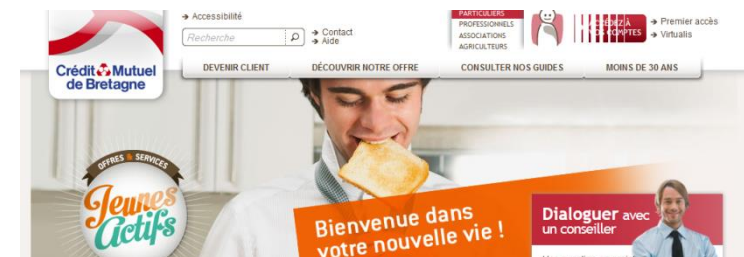 Accessibilité
Recherche
Contact
Aide
PARTICULIERS
PROFESSIONNELS
ASSOCIATIONS
AGRICULTEURS
ACCÉDEZ À
VOS COMPTES
Premier accès
Virtualis
Crédit Mutuel
de Bretagne
DEVENIR CLIENT
DÉCOUVRIR NOTRE OFFRE
CONSULTER NOS GUIDES
MOINS DE 30 ANS
OFFRES & SERVICES
Jeunes
actifs
Bienvenue dans
votre nouvelle vie !
Dialoguer avec
un conseiller